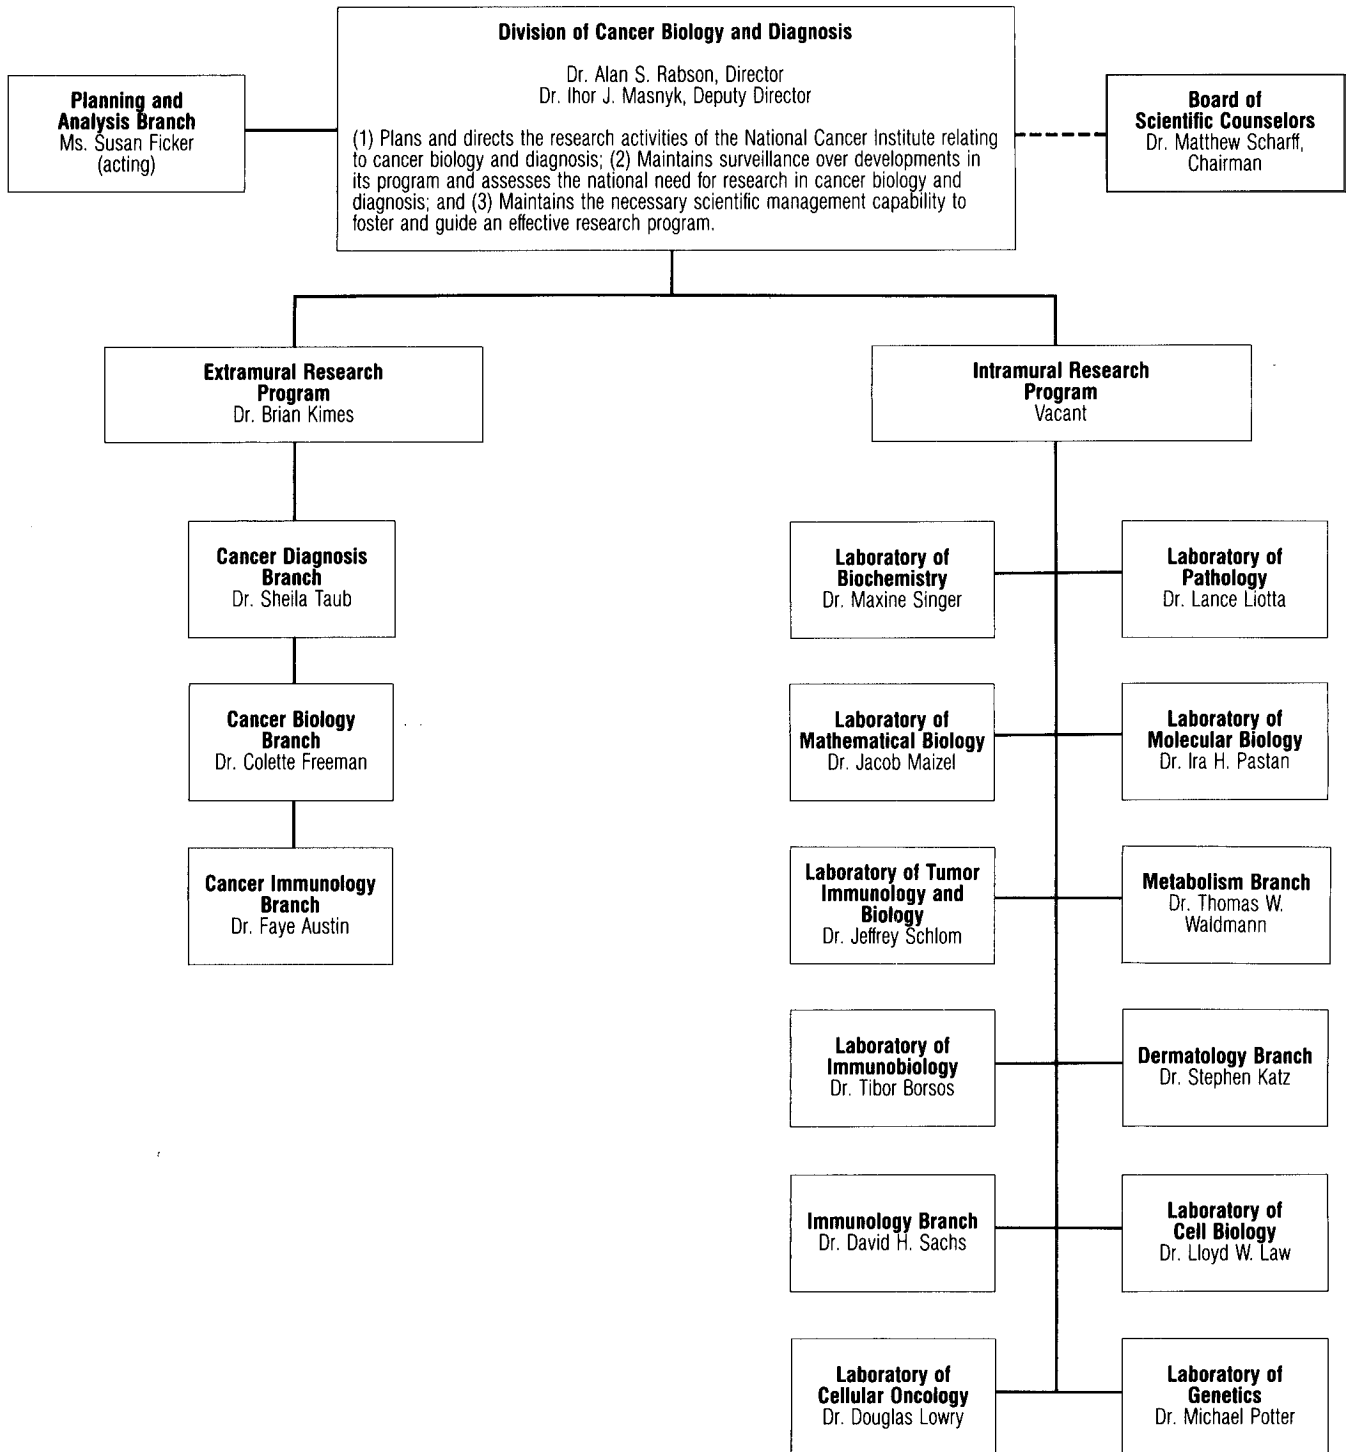 Division of Cancer Biology and Diagnosis
Dr. Alan S. Rabson, Director
Dr. Ihor J. Masnyk, Deputy Director
(1) Plans and directs the research activities of the National Cancer Institute relating
to cancer biology and diagnosis; (2) Maintains surveillance over developments in
its program and assesses the national need for research in cancer biology and
diagnosis; and (3) Maintains the necessary scientific management capability to
foster and guide an effective research program.
Planning and
Analysis Branch
Ms. Susan Ficker
(acting)
Board of
Scientific Counselors
Dr. Matthew Scharff,
Chairman
Extramural Research
Program
Dr. Brian Kimes
Intramural Research
Program
Vacant
Cancer Diagnosis
Branch
Dr. Sheila Taub
Cancer Biology
Branch
Dr. Colette Freeman
Cancer Immunology
Branch
Dr. Faye Austin
Laboratory of
Biochemistry
Dr. Maxine Singer
Laboratory of
Pathology
Dr. Lance Liotta
Laboratory of
Mathematical Biology
Dr. Jacob Maizel
Laboratory of
Molecular Biology
Dr. Ira H. Pastan
Laboratory of Tumor
Immunology and
Biology
Dr. Jeffrey Schlom
Metabolism Branch
Dr. Thomas W.
Waldmann
Laboratory of
Immunobiology
Dr. Tibor Borsos
Dermatology Branch
Dr. Stephen Katz
Immunology Branch
Dr. David H. Sachs
Laboratory of
Cell Biology
Dr. Lloyd W. Law
Laboratory of
Cellular Oncology
Dr. Douglas Lowry
Laboratory of
Genetics
Dr. Michael Potter